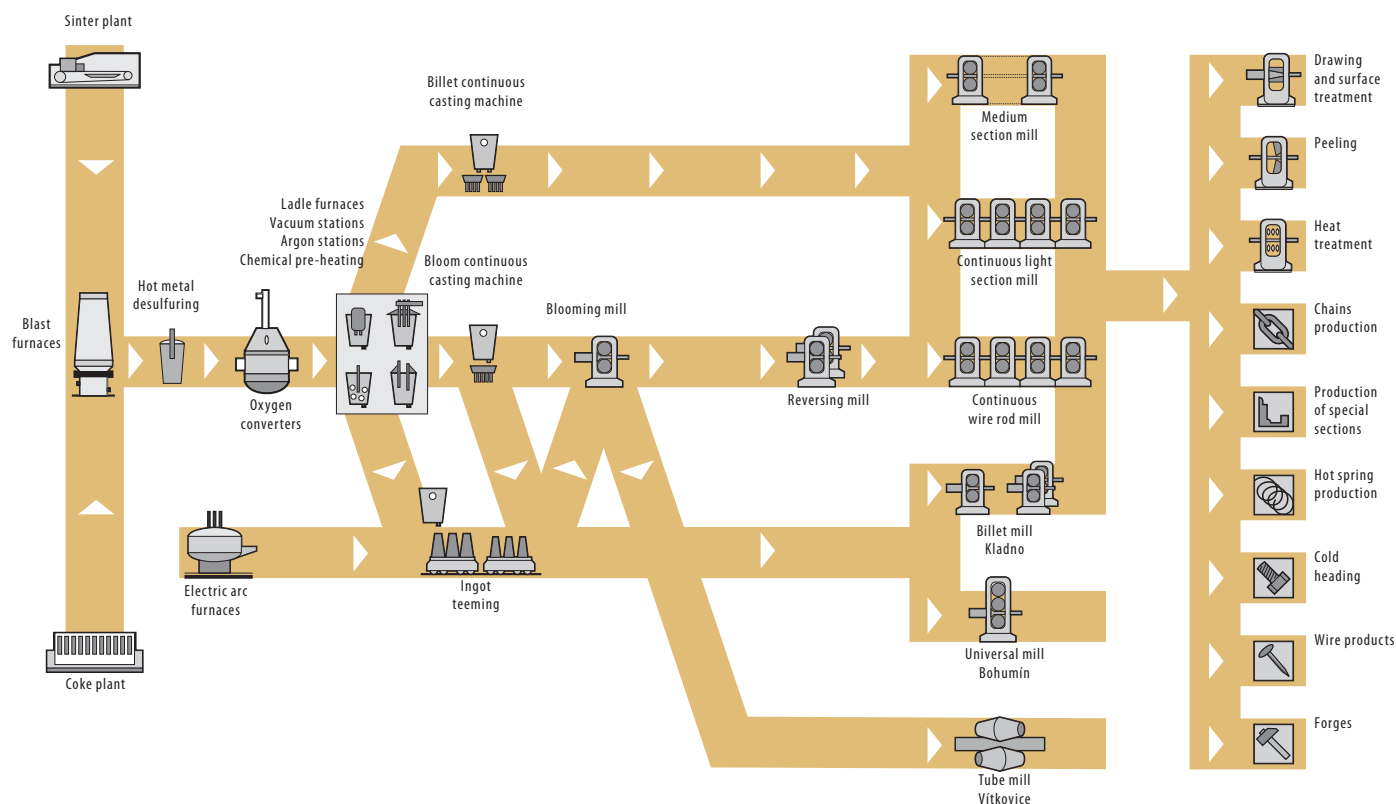 Sinter plant
Billet continuous
casting machine
Ladle furnaces
Vacuum stations
Argon stations
Chemical pre-heating
Bloom continuous
casting machine
Hot metal
desulfuring
Blast
furnaces
Oxygen
converters
Blooming mill
Reversing mill
Medium
section mill
Continuous light
section mill
Continuous
wire rod mill
Billet mill
Kladno
Electric arc
furnaces
Ingot
teeming
Universal mill
Bohumín
Coke plant
Tube mill
Vítkovice
Drawing
and surface
treatment
Peeling
Heat
treatment
Chains
production
Production
of special
sections
Hot spring
production
Cold
heading
Wire products
Forges